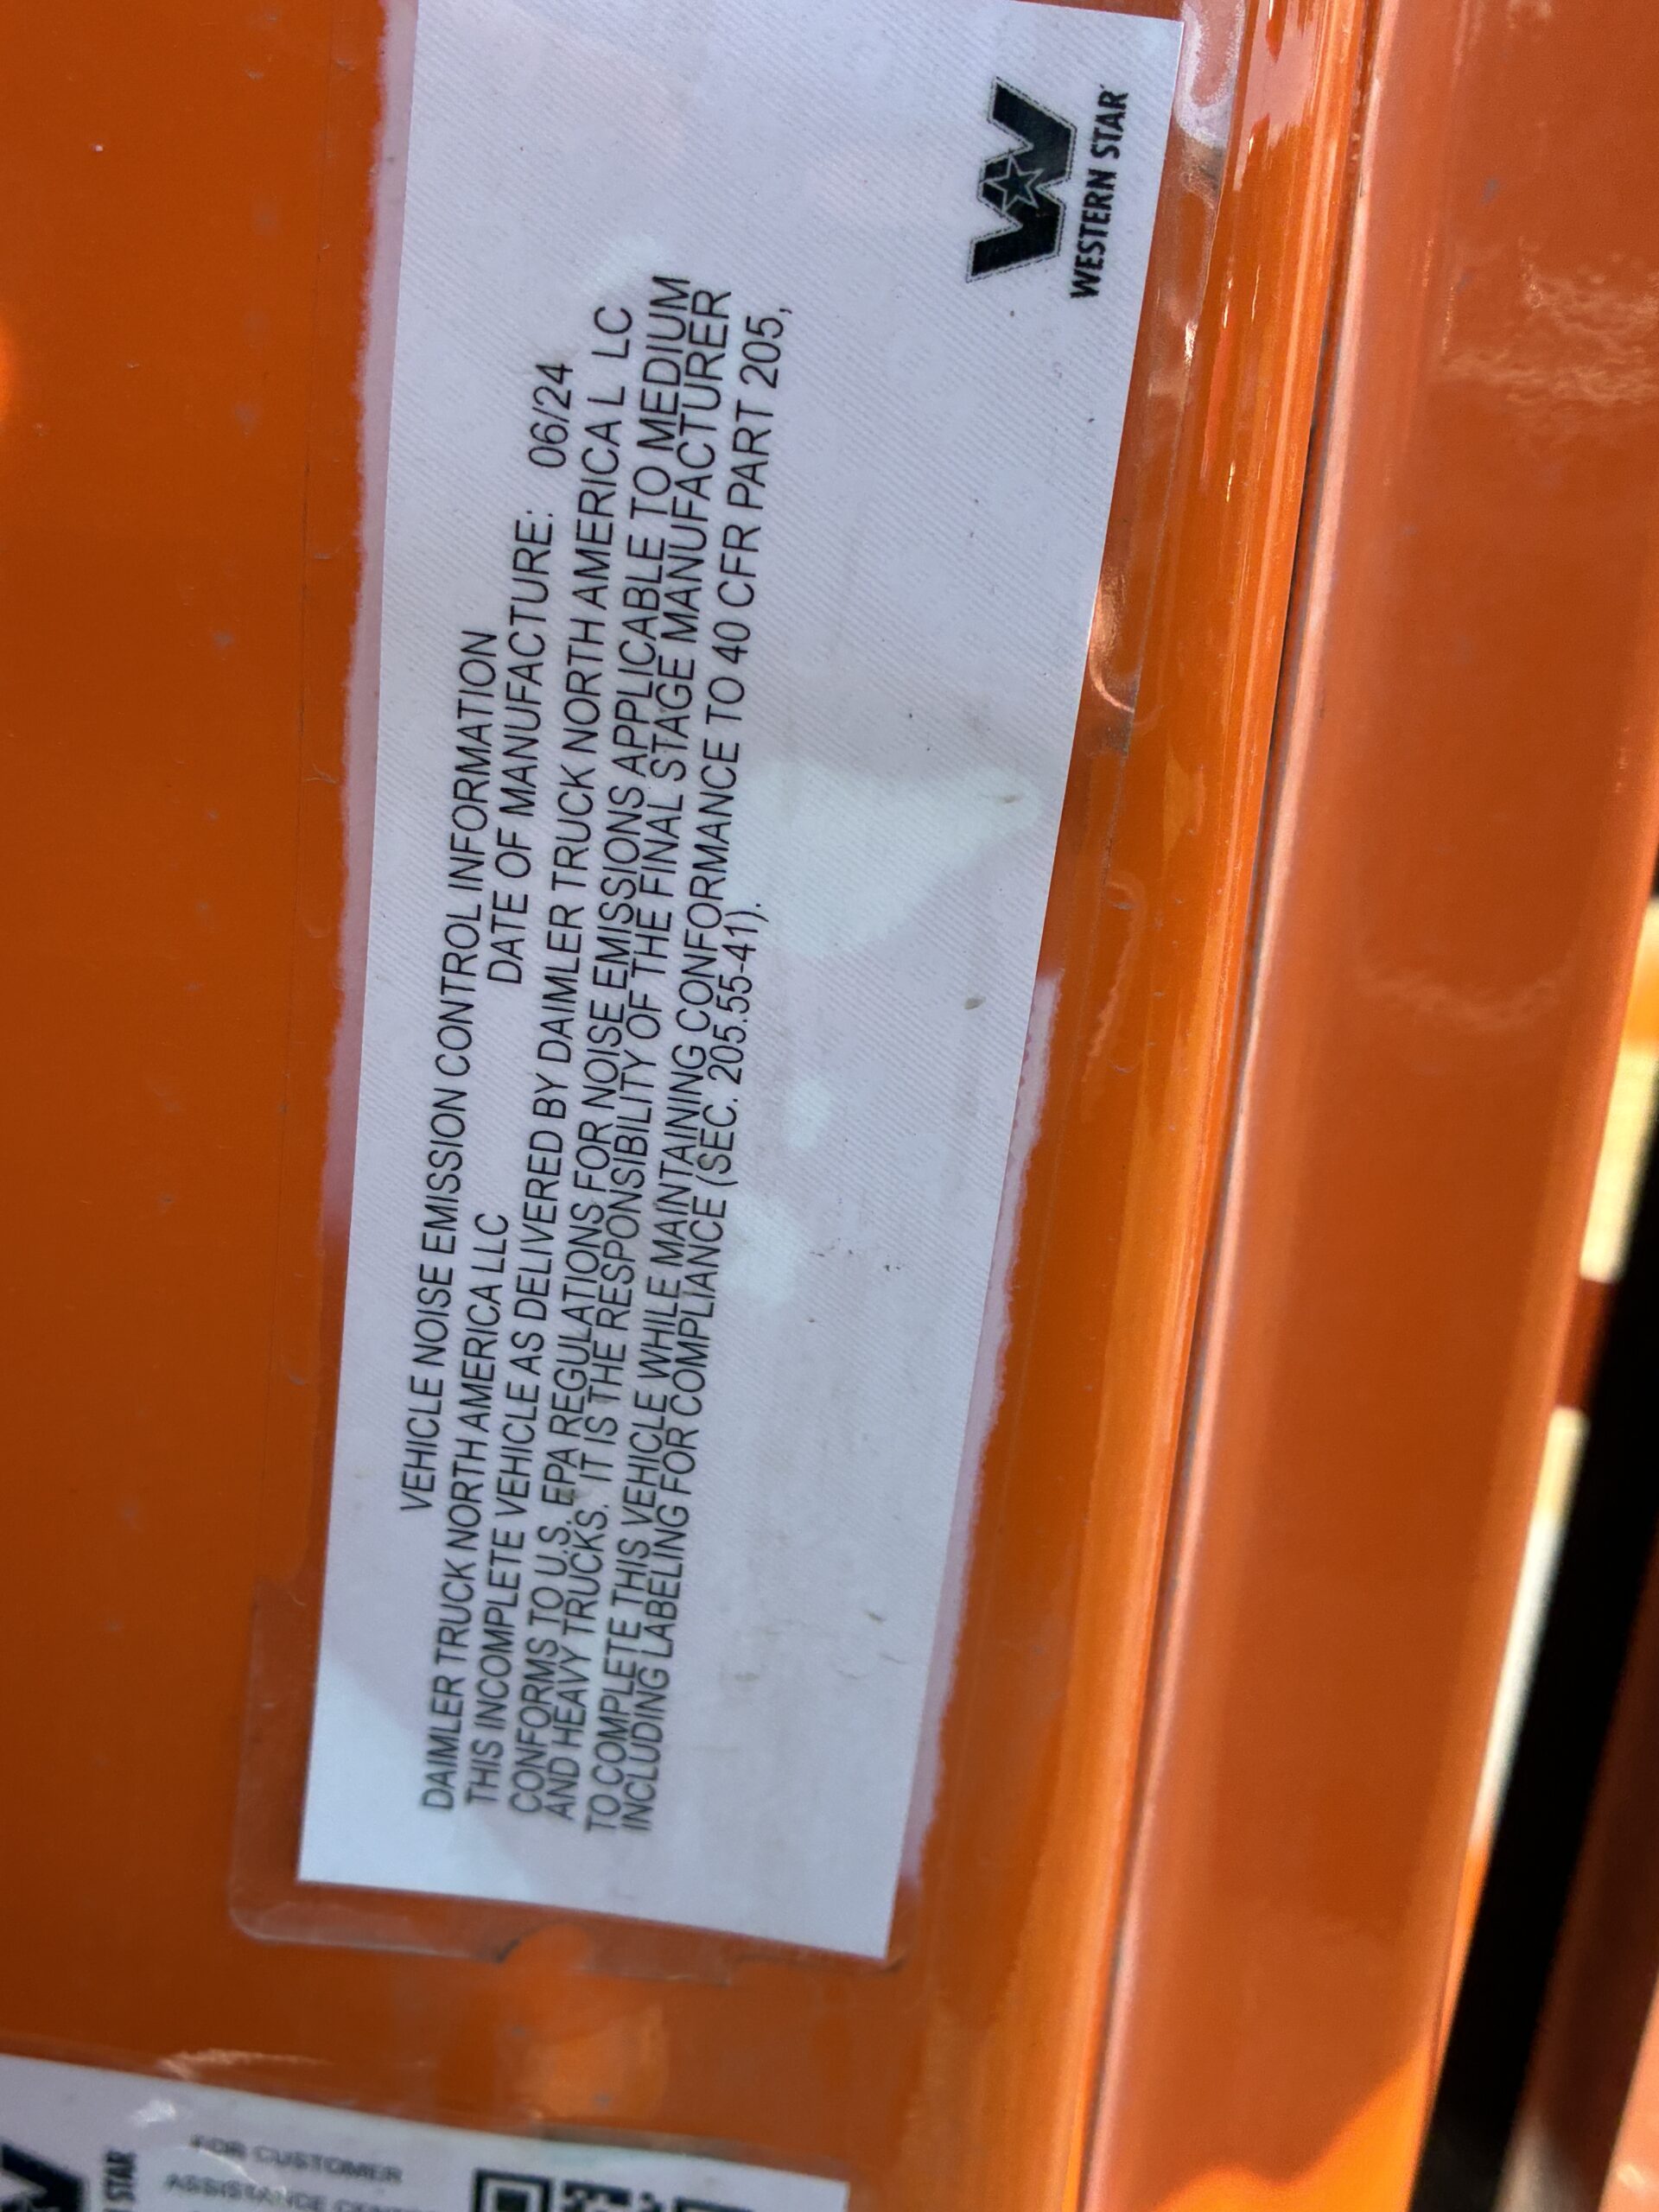 VEHICLE NOISE EMISSION CONTROL INFORMATION
DAIMLER TRUCK NORTH AMERICA LLC DATE OF MANUFACTURE: 06/24
THIS INCOMPLETE VEHICLE AS DELIVERED BY DAIMLER TRUCK NORTH AMERICA L LC
CONFORMS TO U.S. EPA REGULATIONS FOR NOISE EMISSIONS APPLICABLE TO MEDIUM
AND HEAVY TRUCKS. IT IS THE RESPONSIBILITY OF THE FINAL STAGE MANUFACTURER
TO COMPLETE THIS VEHICLE WHILE MAINTAINING CONFORMANCE TO 40 CFR PART 205,
INCLUDING LABELING FOR COMPLIANCE (SEC. 205.55-41).
WESTERN STAR
STAR
FOR CUSTOMER
ASSISTANCE